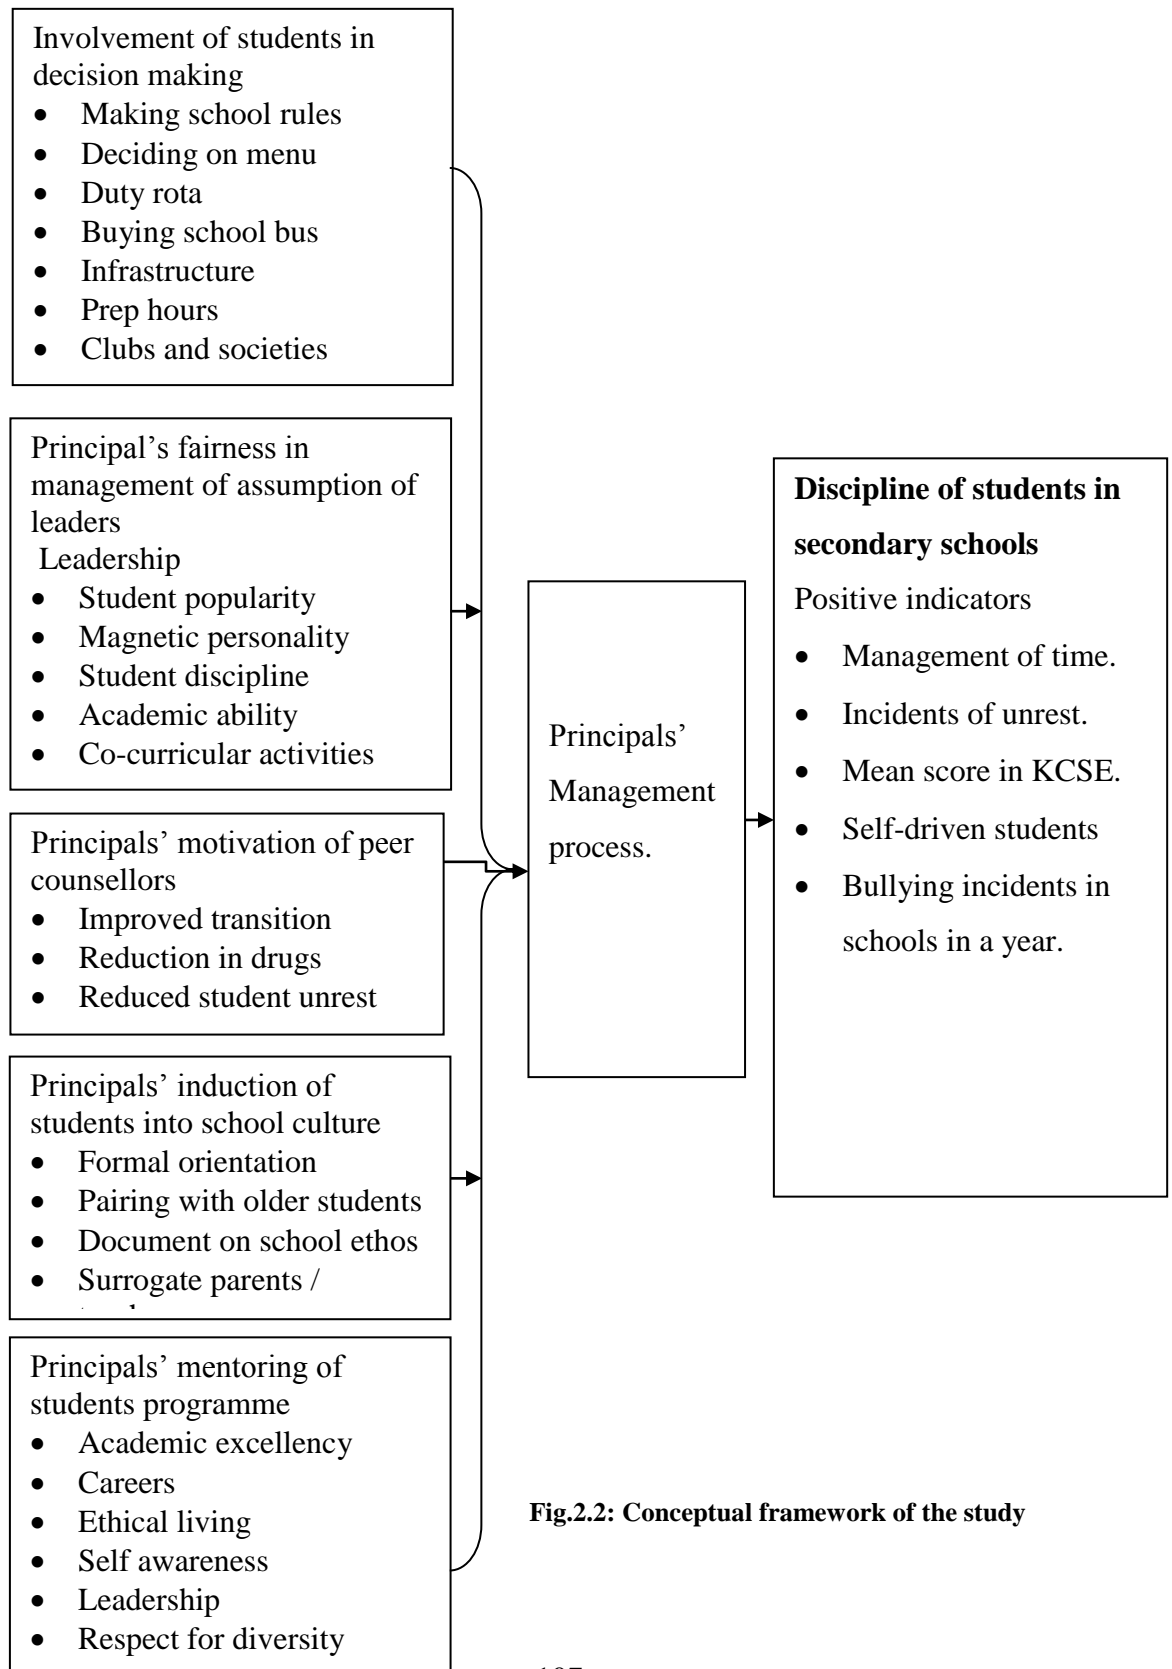 Involvement of students in
decision making
• Making school rules
• Deciding on menu
• Duty rota
• Buying school bus
• Infrastructure
• Prep hours
• Clubs and societies
Principal’s fairness in
management of assumption of
leaders
Leadership
• Student popularity
• Magnetic personality
• Student discipline
• Academic ability
• Co-curricular activities
Principals’ motivation of peer
counsellors
• Improved transition
• Reduction in drugs
• Reduced student unrest
Principals’ induction of
students into school culture
• Formal orientation
• Pairing with older students
• Document on school ethos
• Surrogate parents /
Principals’ mentoring of
students programme
• Academic excellency
• Careers
• Ethical living
• Self awareness
• Leadership
• Respect for diversity
Principals’
Management
process.
Discipline of students in
secondary schools
Positive indicators
• Management of time.
• Incidents of unrest.
• Mean score in KCSE.
• Self-driven students
• Bullying incidents in
schools in a year.
Fig.2.2: Conceptual framework of the study